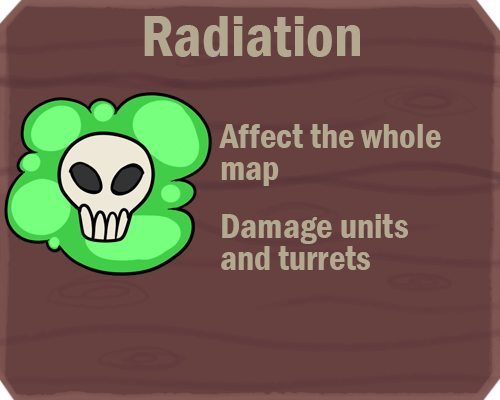 Radiation
Affect the whole
map
Damage units
and turrets